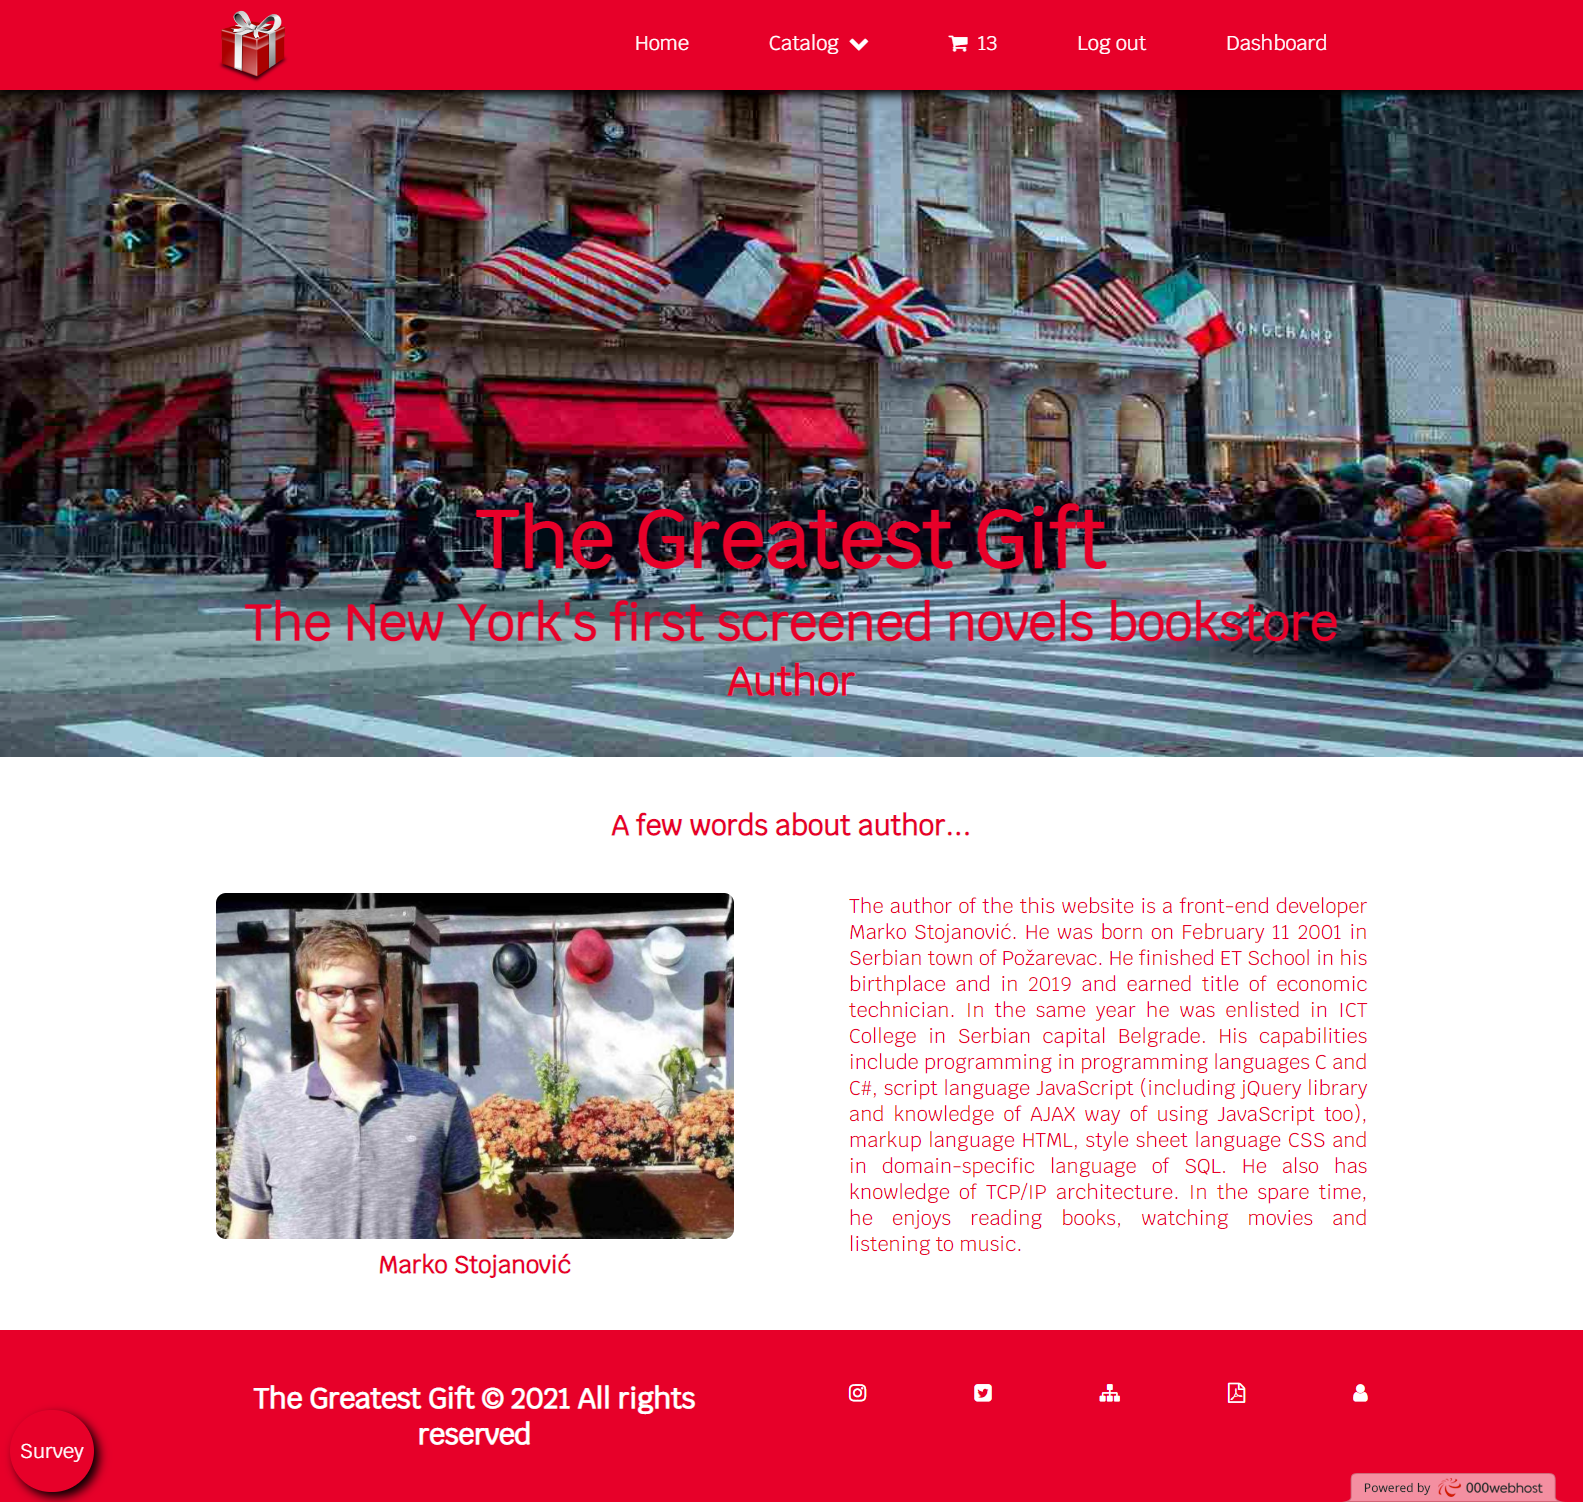 Home Catalog 13 Log out Dashboard
LONGCHAMP
The Greatest Gift
The New York's first screened novels bookstore
Author
A few words about author...
The author of the this website is a front-end developer
Marko Stojanović. He was born on February 11 2001 in
Serbian town of Požarevac. He finished ET School in his
birthplace and in 2019 and earned title of economic
technician. In the same year he was enlisted in ICT
College in Serbian capital Belgrade. His capabilities
include programming in programming languages C and
C#, script language JavaScript (including jQuery library
and knowledge of AJAX way of using JavaScript too),
markup language HTML, style sheet language CSS and
in domain-specific language of SQL. He also has
knowledge of TCP/IP architecture. In the spare time,
he enjoys reading books, watching movies and
listening to music.
Marko Stojanović
The Greatest Gift © 2021 All rights
reserved
Survey
Powered by 000webhost